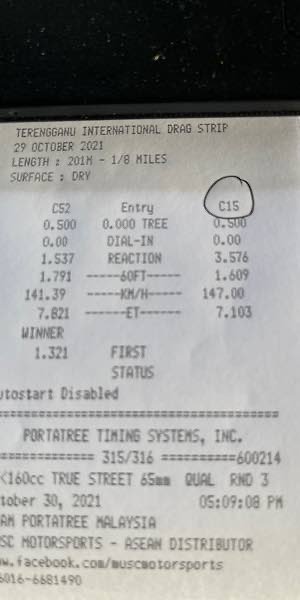 TERENGGANU INTERNATIONAL DRAG STRIP
29 OCTOBER 2021
LENGTH : 201M - 1/8 MILES
SURFACE : DRY
C52 Entry C15
0.500 0.000 TREE 0.500
0.00 DIAL-IN 0.00
1.537 REACTION 3.576
1.791 -----60FT----- 1.609
141.39 -----KM/H----- 147.00
7.821 ------ET------ 7.103
WINNER
1.321 FIRST
STATUS
utostart Disabled
========================================
PORTATREE TIMING SYSTEMS, INC.
============ 315/316 ==========600214
<160cc TRUE STREET 65mm QUAL RND 3
tober 30, 2021 05:09:08 PM
AM PORTATREE MALAYSIA
SC MOTORSPORTS - ASEAN DISTRIBUTOR
w.facebook.com/muscmotorsports
6016-6681490